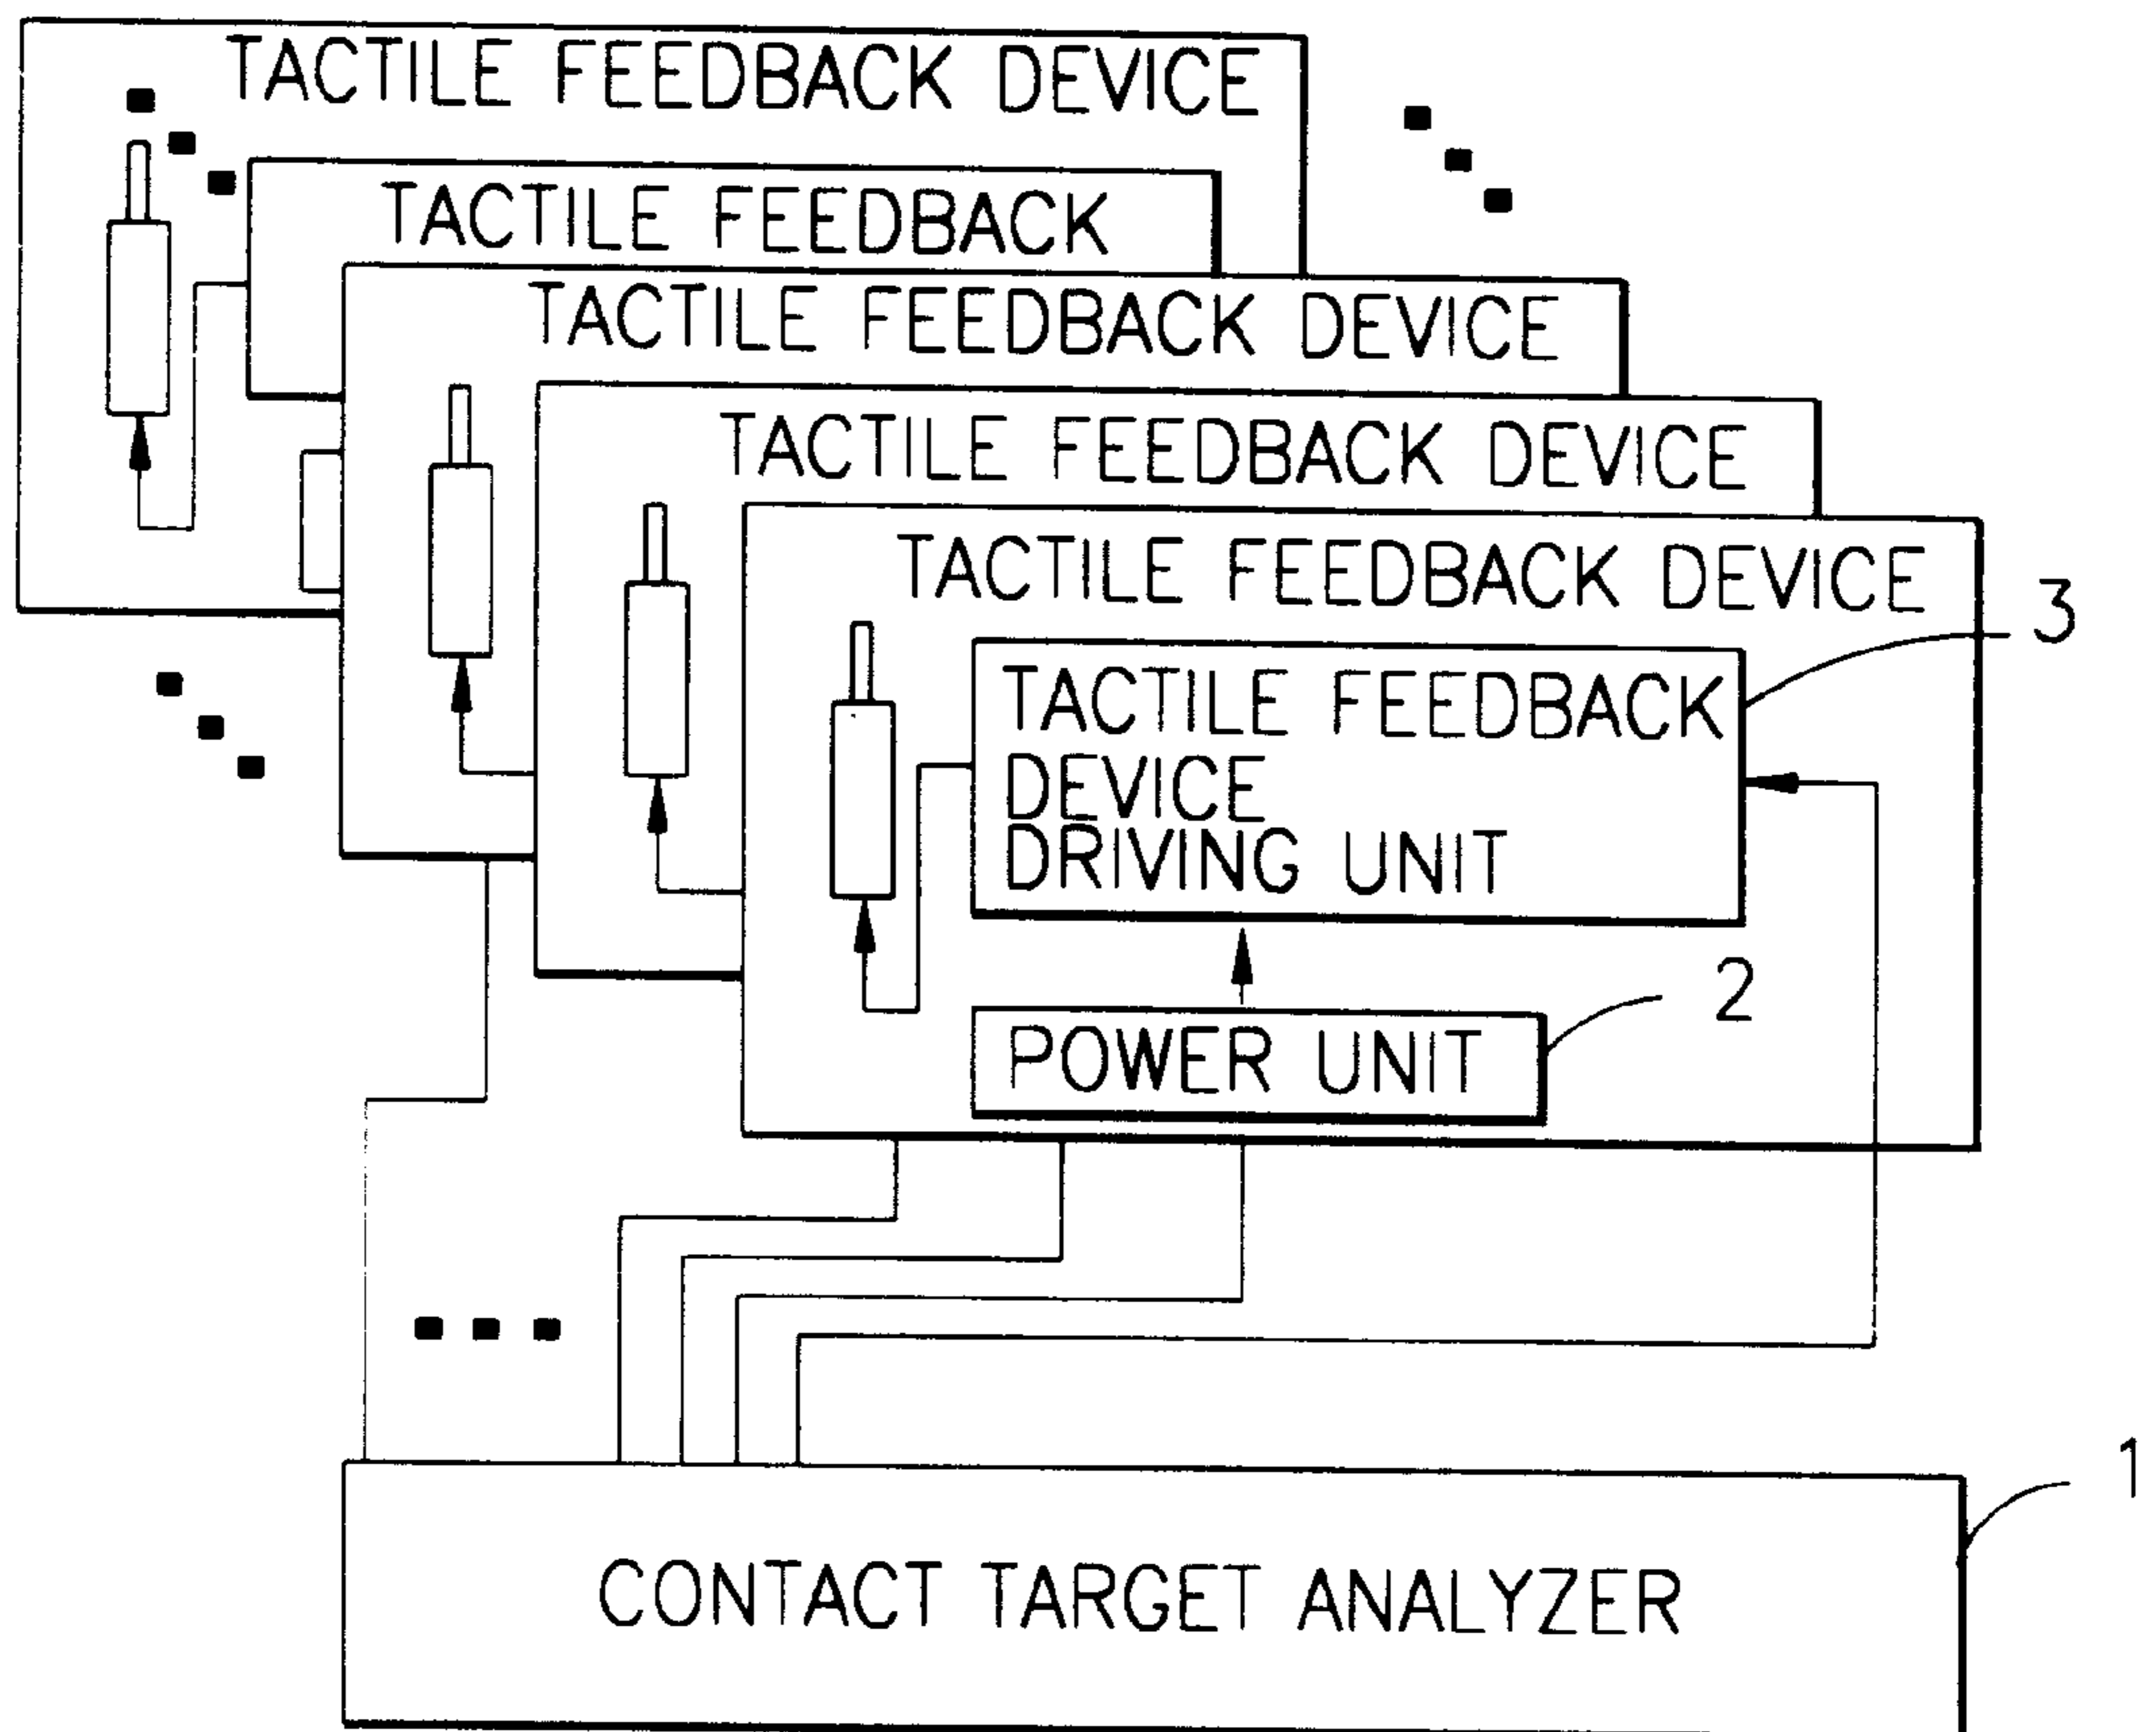 TACTILE FEEDBACK DEVICE
TACTILE FEEDBACK
TACTILE FEEDBACK DEVICE
TACTILE FEEDBACK DEVICE
TACTILE FEEDBACK DEVICE
3
TACTILE FEEDBACK
DEVICE
DRIVING UNIT
2
POWER UNIT
1
CONTACT TARGET ANALYZER